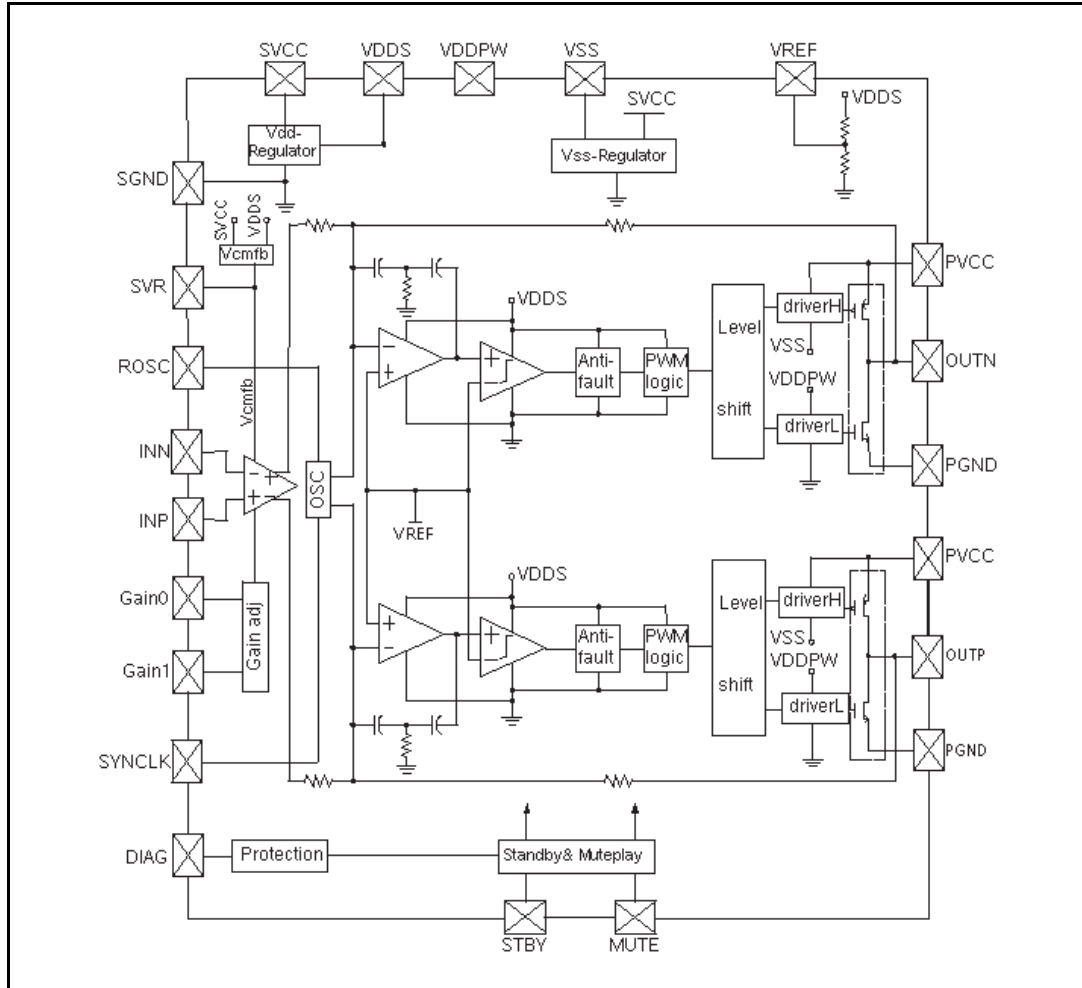 SVCC
VDDS
VDDPW
VSS
VREF
SVCC
VDDS
Vdd-
Regulator
Vss-Regulator
SGND
SVCC
VDDS
Vcmfb
SVR
PVCC
VDDS
driverH
Level
shift
VSS
VDDPW
driverL
Anti-
fault
PWM
logic
ROSC
OUTN
Vcmfb
INN
PGND
OSC
INP
VREF
PVCC
VDDS
driverH
Gain0
Level
shift
VSS
VDDPW
driverL
Anti-
fault
PWM
logic
Gain adj
Gain1
OUTP
SYNCLK
PGND
DIAG
Protection
Standby& Muteplay
STBY
MUTE